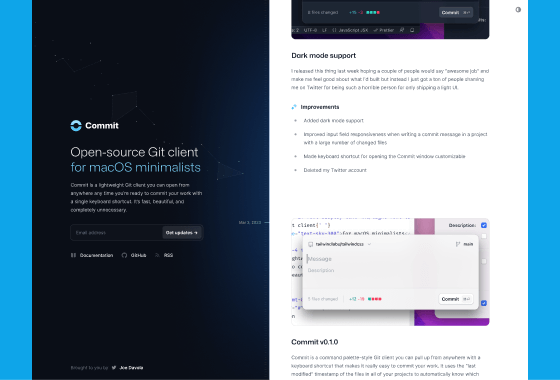 Commit
Open-source Git client
for macOS minimalists
Commit is a lightweight Git client you can open from
anywhere any time you're ready to commit your work with
a single keyboard shortcut. It's fast, beautiful, and
completely unnecessary.
Email address
Get updates →
Documentation
GitHub
RSS
Brought to you by
Joe Davola
0 files changed
Commit
UTF-8
LF
JavaScript
Prettier
Dark mode support
I released this thing last week hoping a couple of people would say "awesome job" and
make me feel good about what I'd built but instead I just got a ton of people shaming
me on Twitter for being such a horrible person for only shipping a light UI.
Improvements
Added dark mode support
Improved input field responsiveness when writing a commit message in a project
with a large number of changed files
Made keyboard shortcut for opening the Commit window customizable
Deleted my Twitter account
Mar 3, 2023
Description:
for macOS minimalists
tailwindlabs/tailwindcss
main
Message
Description
Commit
Commit v0.1.0
Commit is a command palette-style Git client you can pull up from anywhere with a
keyboard shortcut that makes it really easy to commit your work. It uses the "last
modified" timestamp of the files in all of your projects to automatically know which